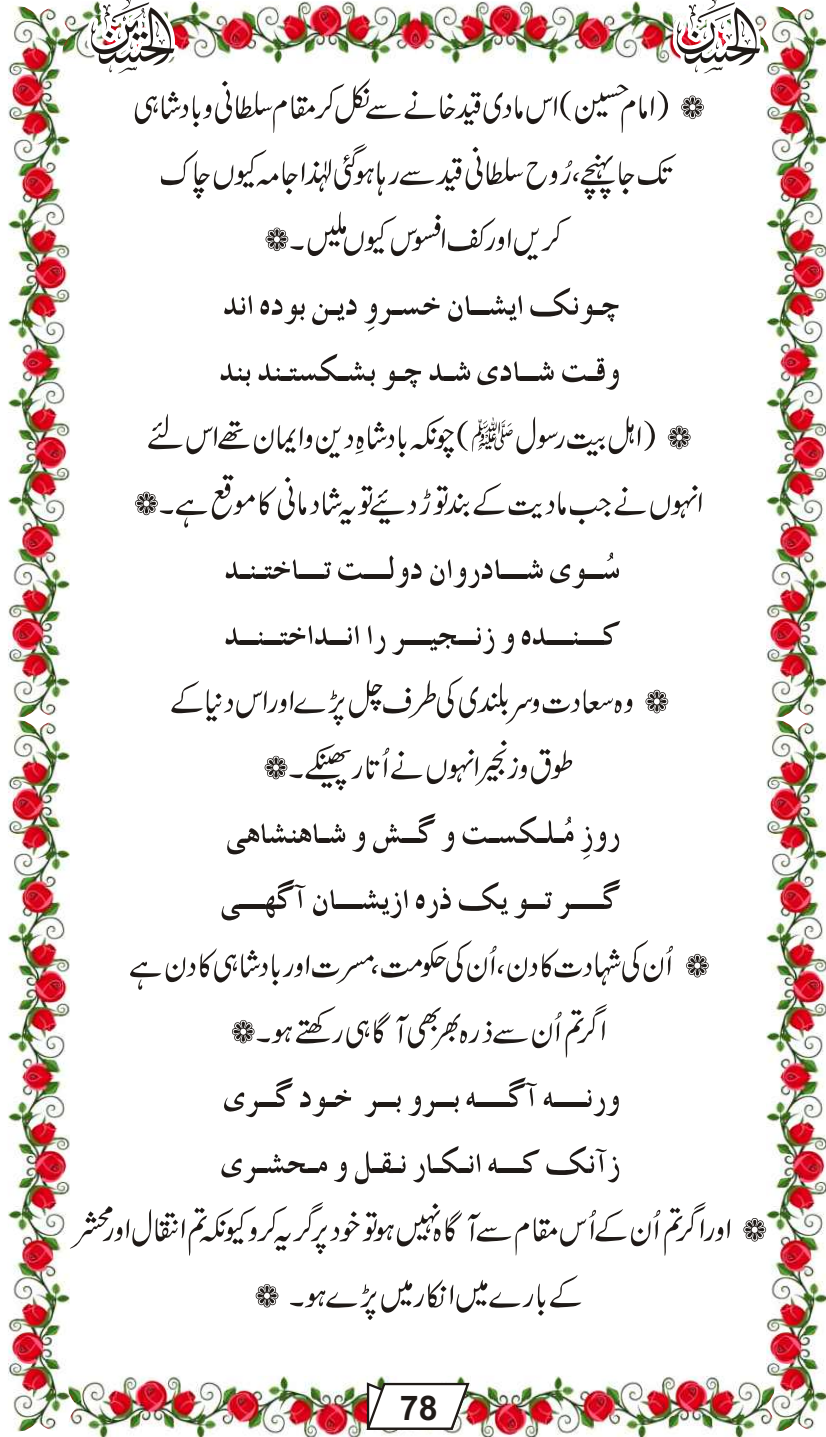 الحسین الحسین
❁ (امام حسین) اس مادی قید خانے سے نکل کر مقام سلطانی و بادشاہی
تک جا پہنچے، رُوح سلطانی قید سے رہا ہوگئی لہٰذا جامہ کیوں چاک
کریں اور کف افسوس کیوں ملیں۔ ❁
چونک ایشان خسروِ دین بوده اند
وقت شادی شد چو بشکستند بند
❁ (اہل بیت رسول ﷺ) چونکہ بادشاہِ دین و ایمان تھے اس لئے
انہوں نے جب مادیت کے بند توڑ دیئے تو یہ شادمانی کا موقع ہے۔ ❁
سُوی شادروان دولت تاختند
کنده و زنجیر را انداختند
❁ وہ سعادت و سر بلندی کی طرف چل پڑے اور اس دنیا کے
طوق و زنجیر انہوں نے اُتار پھینکے۔ ❁
روزِ مُلکست و گش و شاهنشاهی
گر تو یک ذره ازیشان آگهی
❁ اُن کی شہادت کا دن، اُن کی حکومت، مسرت اور بادشاہی کا دن ہے
اگر تم اُن سے ذرہ بھر بھی آگاہی رکھتے ہو۔ ❁
ورنه آگه برو بر خود گری
زآنک که انکار نقل و محشری
❁ اور اگر تم اُن کے اُس مقام سے آگاہ نہیں ہو تو خود پر گریہ کرو کیونکہ تم انتقال اور محشر
کے بارے میں انکار میں پڑے ہو۔ ❁
78